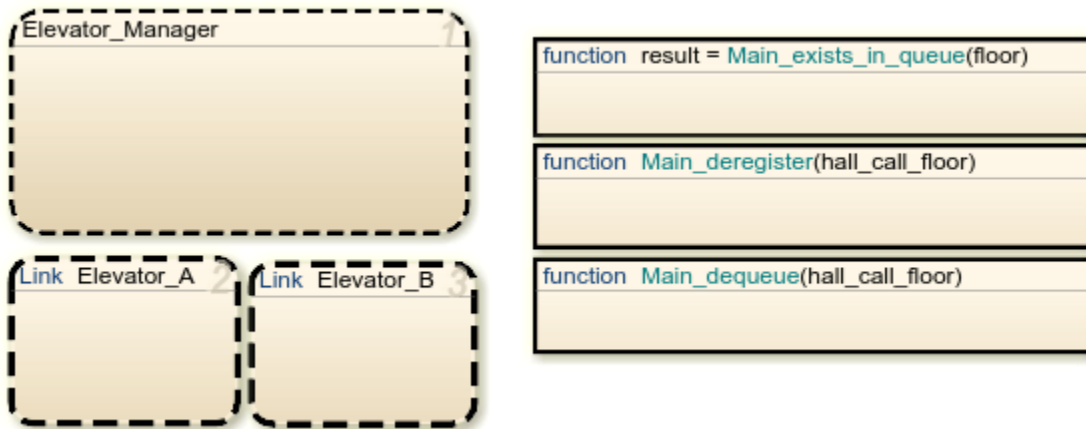 Elevator_Manager 1
Link Elevator_A 2
Link Elevator_B 3
function result = Main_exists_in_queue(floor)
function Main_deregister(hall_call_floor)
function Main_dequeue(hall_call_floor)